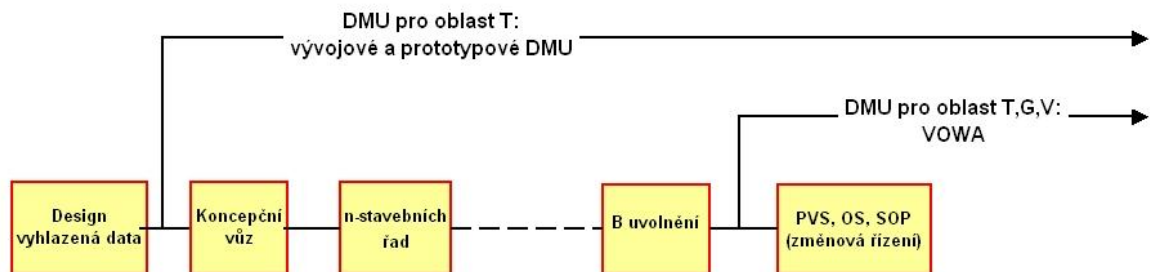 DMU pro oblast T:
vývojové a prototypové DMU
DMU pro oblast T,G,V:
VOWA
Design
vyhlazená data
Koncepční
vůz
n-stavebních
řad
B uvolnění
PVS, OS, SOP
(změnová řízení)